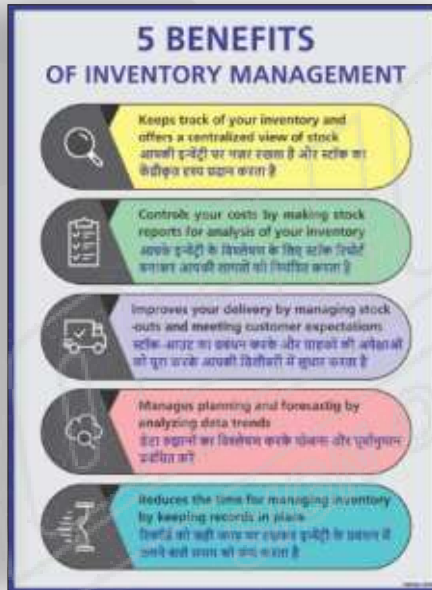 5 BENEFITS
OF INVENTORY MANAGEMENT
Keeps track of your inventory and
offers a centralized view of stock
आपकी इन्वेंट्री पर नज़र रखता है और स्टॉक का
केंद्रीकृत दृश्य प्रदान करता है
Controls your costs by making stock
reports for analysis of your inventory
आपके इन्वेंट्री के विश्लेषण के लिए स्टॉक रिपोर्ट
बनाकर आपकी लागतों को नियंत्रित करता है
Improves your delivery by managing stock
-outs and meeting customer expectations
स्टॉक-आउट का प्रबंधन करके और ग्राहकों की अपेक्षाओं
को पूरा करके आपकी डिलीवरी में सुधार करता है
Manages planning and forecastig by
analyzing data trends
डेटा रुझानों का विश्लेषण करके योजना और पूर्वानुमान
प्रबंधित करें
Reduces the time for managing inventory
by keeping records in place
रिकॉर्ड को सही जगह पर रखकर इन्वेंट्री के प्रबंधन में
लगने वाले समय को कम करता है